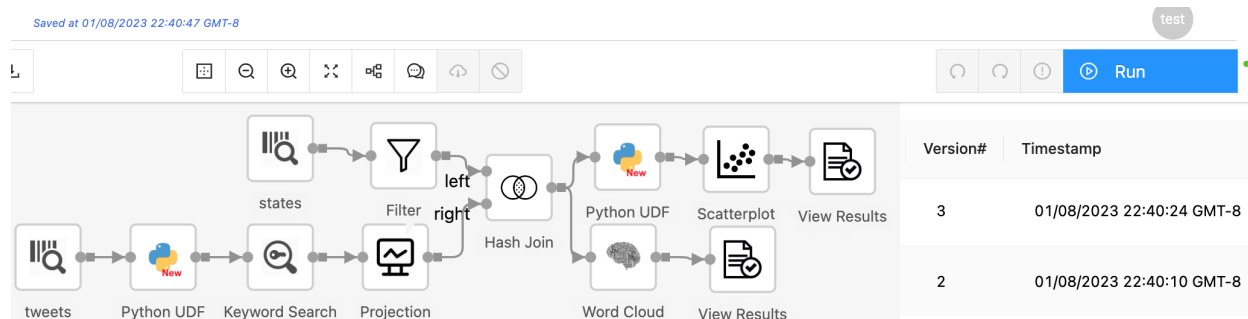 Saved at 01/08/2023 22:40:47 GMT-8
test
Run
Version# Timestamp
left
states
Filter
right
Python UDF
New
Scatterplot
View Results
3 01/08/2023 22:40:24 GMT-8
Hash Join
New
2 01/08/2023 22:40:10 GMT-8
tweets
Python UDF
Keyword Search
Projection
Word Cloud
View Results